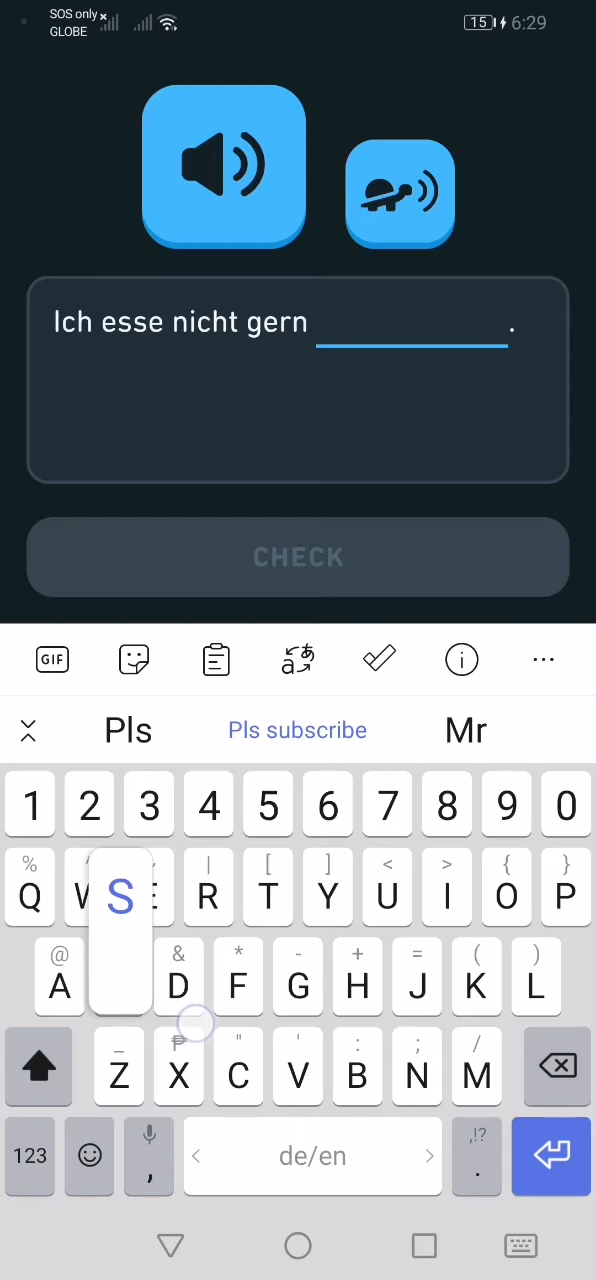 SOS only
GLOBE
15 6:29
Ich esse nicht gern ________.
CHECK
GIF
Pls Pls subscribe Mr
1 2 3 4 5 6 7 8 9 0
% | [ ] < > { }
Q W E R T Y U I O P
S
@ & * - + = ( )
A D F G H J K L
_ ₱ " ' : ; /
Z X C V B N M
123 , < de/en > ,!? .